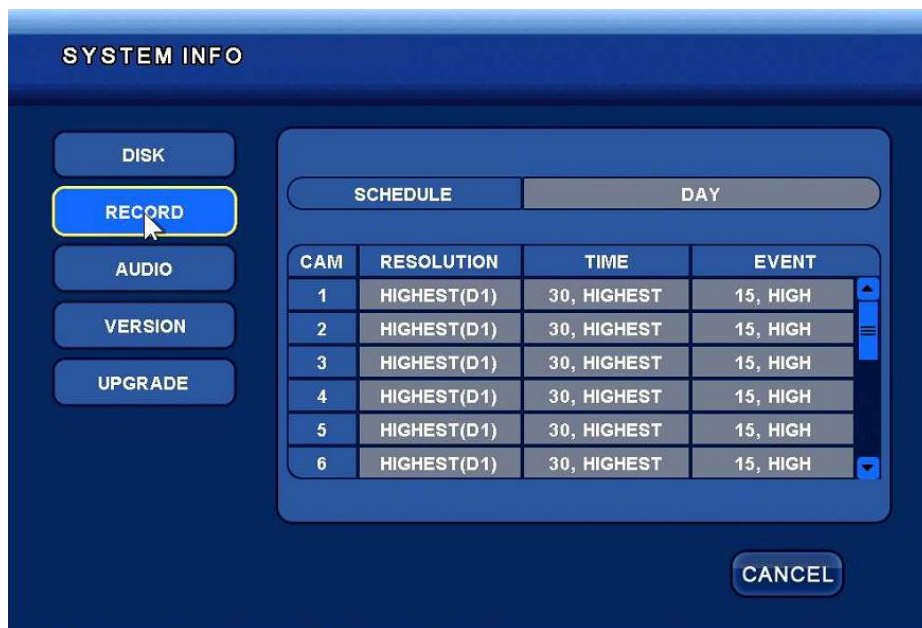 SYSTEM INFO
DISK
RECORD
AUDIO
VERSION
UPGRADE
SCHEDULE DAY
CAM RESOLUTION TIME EVENT
1 HIGHEST(D1) 30, HIGHEST 15, HIGH
2 HIGHEST(D1) 30, HIGHEST 15, HIGH
3 HIGHEST(D1) 30, HIGHEST 15, HIGH
4 HIGHEST(D1) 30, HIGHEST 15, HIGH
5 HIGHEST(D1) 30, HIGHEST 15, HIGH
6 HIGHEST(D1) 30, HIGHEST 15, HIGH
CANCEL